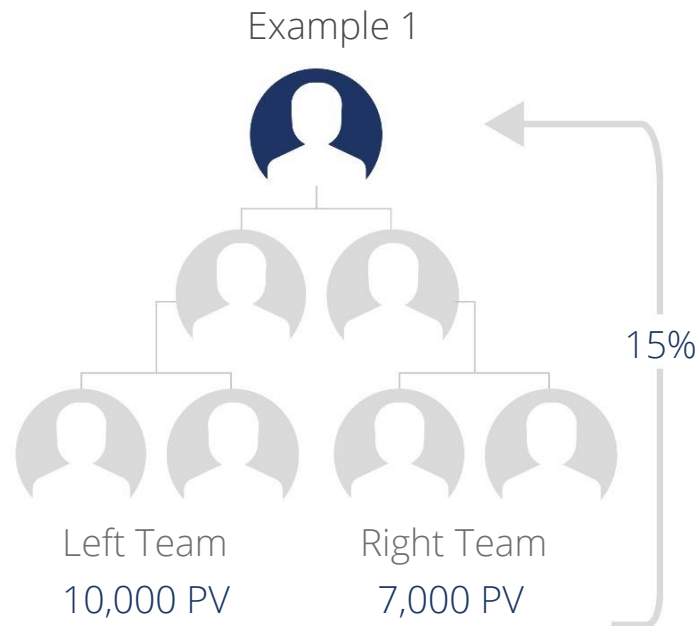 Example 1
15%
Left Team
Right Team
10,000 PV
7,000 PV